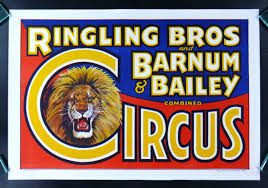 RINGLING BROS
and BARNUM
& BAILEY
COMBINED
CIRCUS